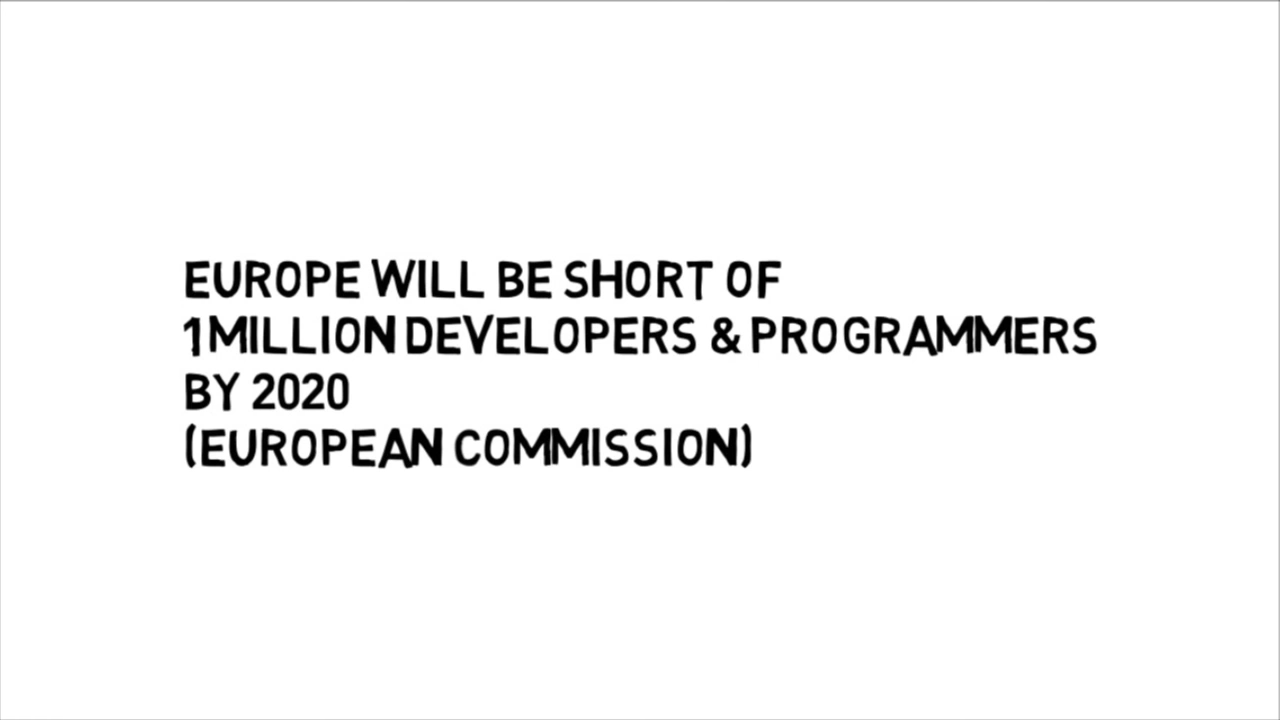 EUROPE WILL BE SHORT OF
1 MILLION DEVELOPERS & PROGRAMMERS
BY 2020
(EUROPEAN COMMISSION)